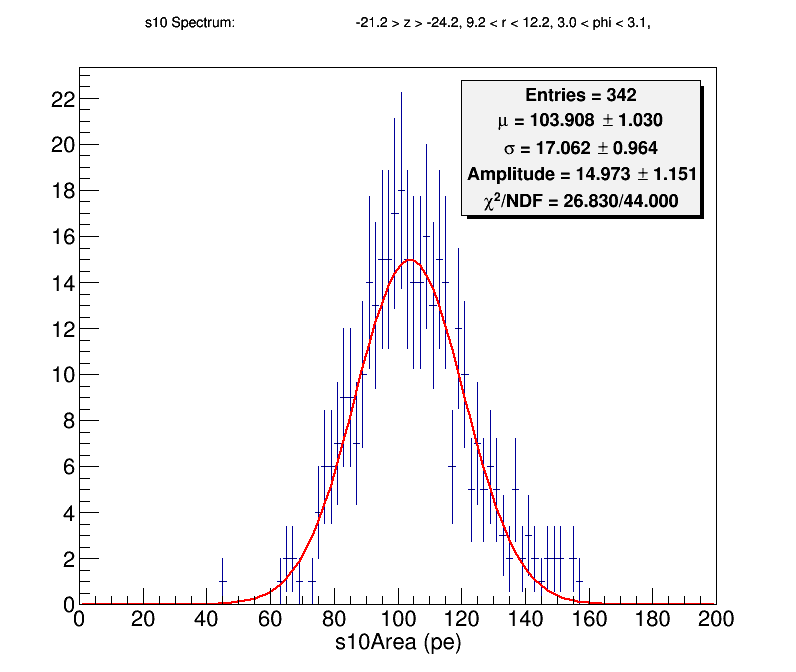 s10 Spectrum: -21.2 > z > -24.2, 9.2 < r < 12.2, 3.0 < phi < 3.1,
Entries = 342
μ = 103.908 ± 1.030
σ = 17.062 ± 0.964
Amplitude = 14.973 ± 1.151
χ²/NDF = 26.830/44.000
22
20
18
16
14
12
10
8
6
4
2
0
0 20 40 60 80 100 120 140 160 180 200
s10Area (pe)